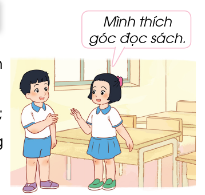 Mình thích
góc đọc sách.